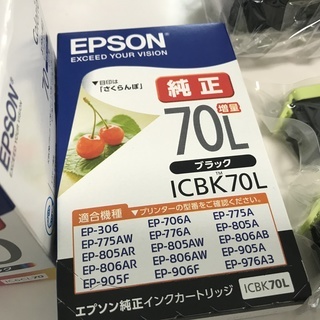 EPSON
EXCEED YOUR VISION
目印は
「さくらんぼ」
純正
70L
増量
ブラック
ICBK70L
TM
適合機種
▼プリンターの型番をご確認ください。
EP-306 EP-706A EP-775A
EP-775AW EP-776A EP-805A
EP-805AR EP-805AW EP-806AB
EP-806AR EP-806AW EP-905A
EP-905F EP-906F EP-976A3
エプソン純正インクカートリッジ ICBK70L
EPSON